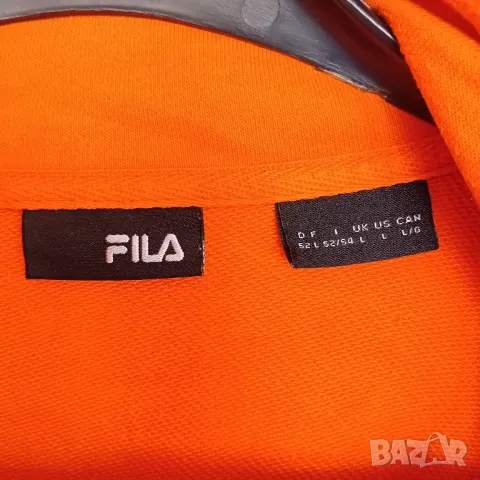 FILA
D F I UK US CAN
52 L 52/54 L L L/G
BAZAR